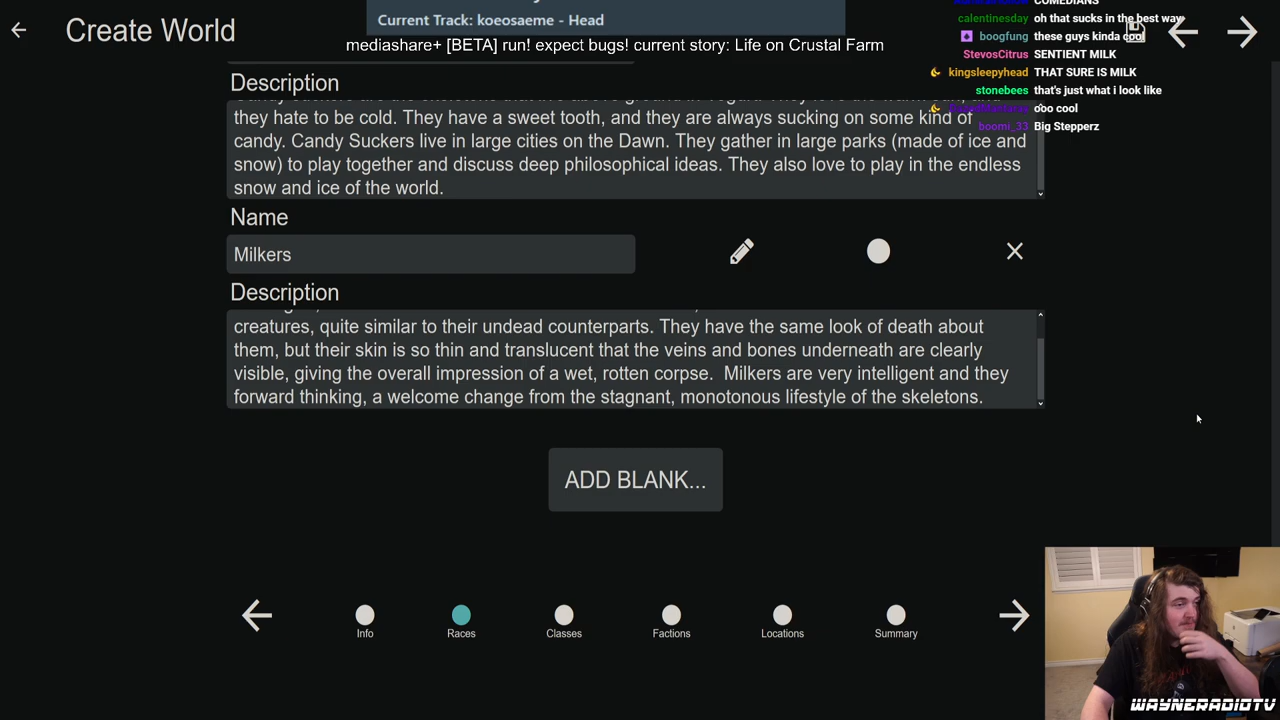 Create World
Current Track: koeosaeme - Head
mediashare+ [BETA] run! expect bugs! current story: Life on Crustal Farm
COMEDIANS
calentinesday oh that sucks in the best way
boogfung these guys kinda cool
StevosCitrus SENTIENT MILK
kingsleepyhead THAT SURE IS MILK
stonebees that's just what i look like
ooo cool
boomi_33 Big Stepperz
Description
they hate to be cold. They have a sweet tooth, and they are always sucking on some kind of
candy. Candy Suckers live in large cities on the Dawn. They gather in large parks (made of ice and
snow) to play together and discuss deep philosophical ideas. They also love to play in the endless
snow and ice of the world.
Name
Milkers
Description
creatures, quite similar to their undead counterparts. They have the same look of death about
them, but their skin is so thin and translucent that the veins and bones underneath are clearly
visible, giving the overall impression of a wet, rotten corpse.  Milkers are very intelligent and they
forward thinking, a welcome change from the stagnant, monotonous lifestyle of the skeletons.
ADD BLANK...
Info
Races
Classes
Factions
Locations
Summary
WAYNERADIOTV